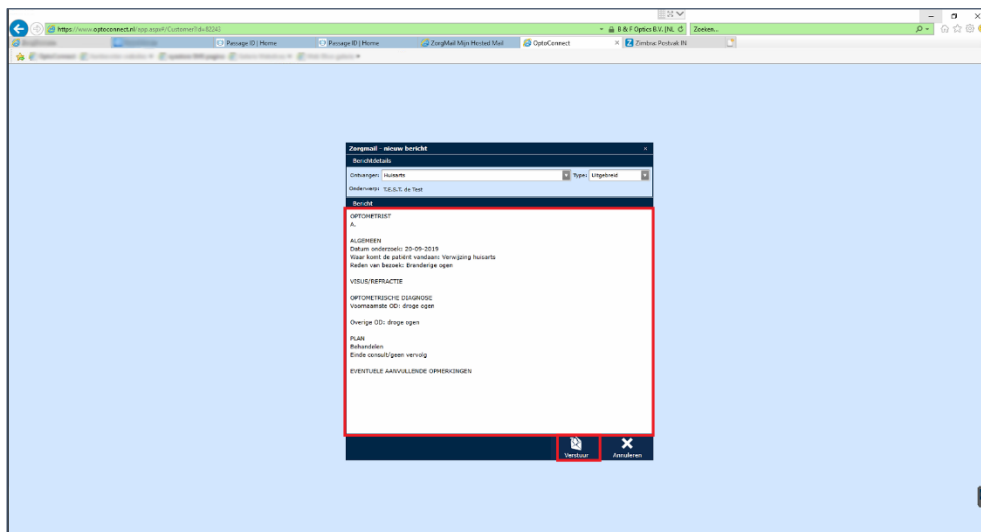 https://www.optoconnect.nl/app.aspx#/Customer?id=82243
B & F Optics B.V. [NL]
Zoeken...
Passage ID | Home
Passage ID | Home
ZorgMail Mijn Hosted Mail
OptoConnect
Zimbra: Postvak IN
Zorgmail - nieuw bericht
Berichtdetails
Ontvanger: Huisarts
Type: Uitgebreid
Onderwerp: T.E.S.T. de Test
Bericht
OPTOMETRIST
A.
ALGEMEEN
Datum onderzoek: 20-09-2019
Waar komt de patiënt vandaan: Verwijzing huisarts
Reden van bezoek: Branderige ogen
VISUS/REFRACTIE
OPTOMETRISCHE DIAGNOSE
Voornaamste OD: droge ogen
Overige OD: droge ogen
PLAN
Behandelen
Einde consult/geen vervolg
EVENTUELE AANVULLENDE OPMERKINGEN
Verstuur
Annuleren